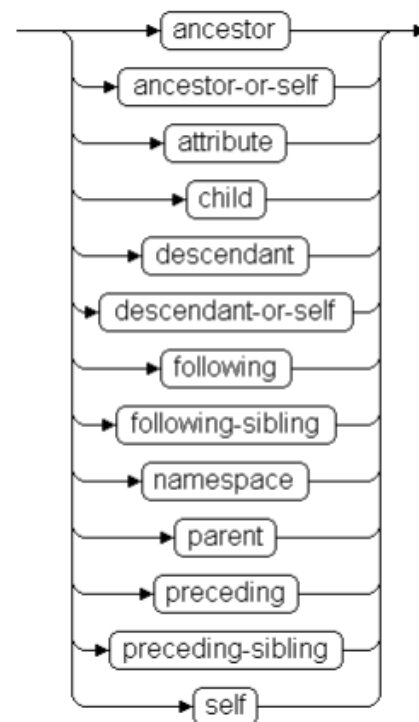 ancestor
ancestor-or-self
attribute
child
descendant
descendant-or-self
following
following-sibling
namespace
parent
preceding
preceding-sibling
self